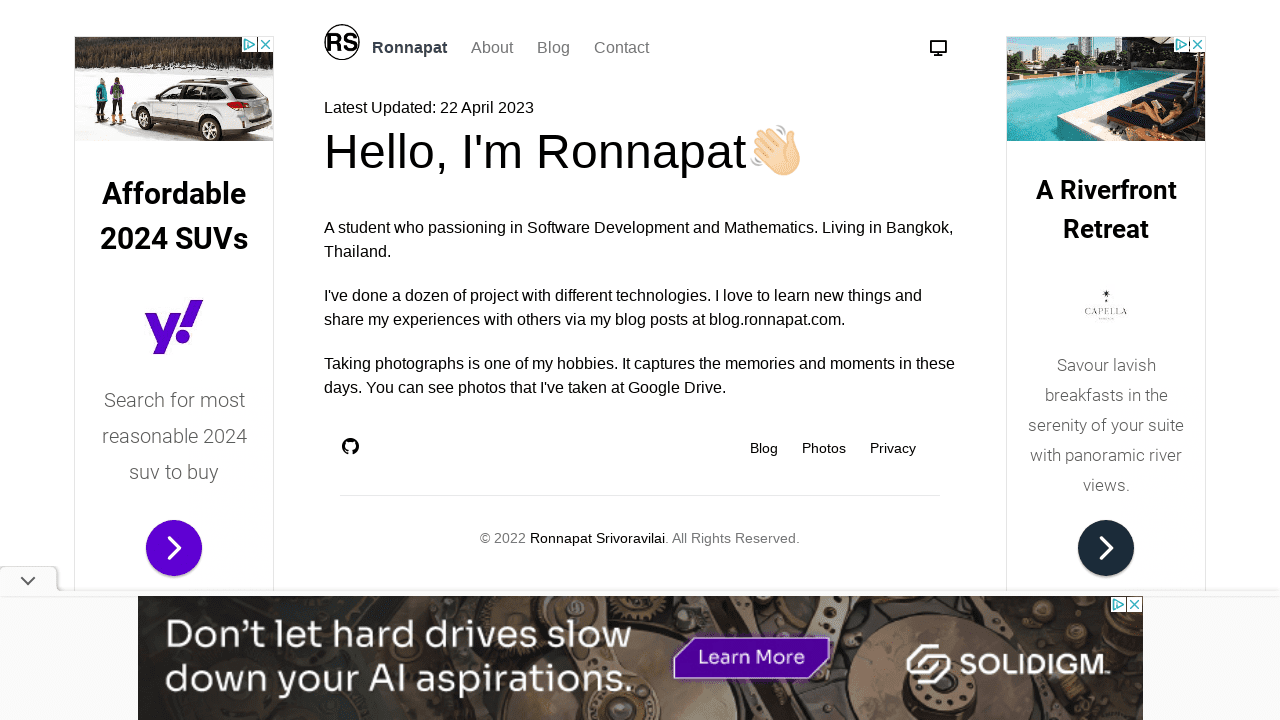 RS
Ronnapat About Blog Contact
Latest Updated: 22 April 2023
Hello, I'm Ronnapat
A student who passioning in Software Development and Mathematics. Living in Bangkok,
Thailand.
I've done a dozen of project with different technologies. I love to learn new things and
share my experiences with others via my blog posts at blog.ronnapat.com.
Taking photographs is one of my hobbies. It captures the memories and moments in these
days. You can see photos that I've taken at Google Drive.
Blog Photos Privacy
© 2022 Ronnapat Srivoravilai. All Rights Reserved.
Affordable
2024 SUVs
y!
Search for most
reasonable 2024
suv to buy
A Riverfront
Retreat
CAPELLA
Savour lavish
breakfasts in the
serenity of your suite
with panoramic river
views.
Don't let hard drives slow
down your AI aspirations.
Learn More
SOLIDIGM